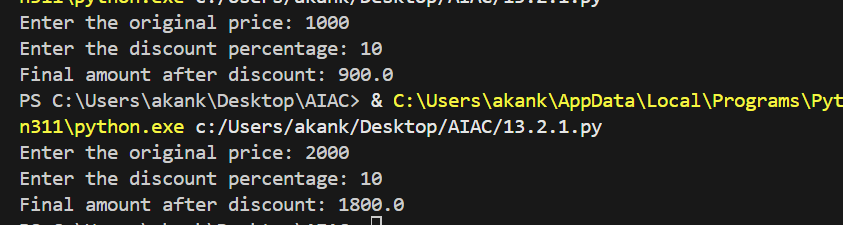 n311\python.exe c:/Users/akank/Desktop/AIAC/13.2.1.py
Enter the original price: 1000
Enter the discount percentage: 10
Final amount after discount: 900.0
PS C:\Users\akank\Desktop\AIAC> & C:\Users\akank\AppData\Local\Programs\Pyt
n311\python.exe c:/Users/akank/Desktop/AIAC/13.2.1.py
Enter the original price: 2000
Enter the discount percentage: 10
Final amount after discount: 1800.0